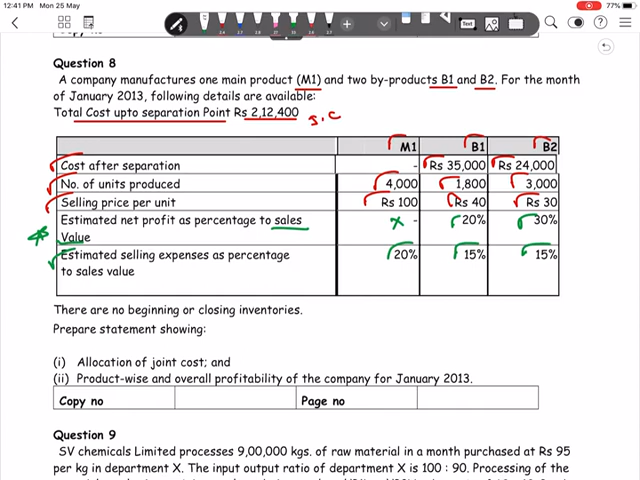 12:41 PM Mon 25 May
77%
Text
Copy no
Question 8
A company manufactures one main product (M1) and two by-products B1 and B2. For the month
of January 2013, following details are available:
Total Cost upto separation Point Rs 2,12,400 J.C
M1 B1 B2
Cost after separation - Rs 35,000 Rs 24,000
No. of units produced 4,000 1,800 3,000
Selling price per unit Rs 100 Rs 40 Rs 30
Estimated net profit as percentage to sales X - 20% 30%
Value
Estimated selling expenses as percentage 20% 15% 15%
to sales value
There are no beginning or closing inventories.
Prepare statement showing:
(i) Allocation of joint cost; and
(ii) Product-wise and overall profitability of the company for January 2013.
Copy no Page no
Question 9
SV chemicals Limited processes 9,00,000 kgs. of raw material in a month purchased at Rs 95
per kg in department X. The input output ratio of department X is 100 : 90. Processing of the